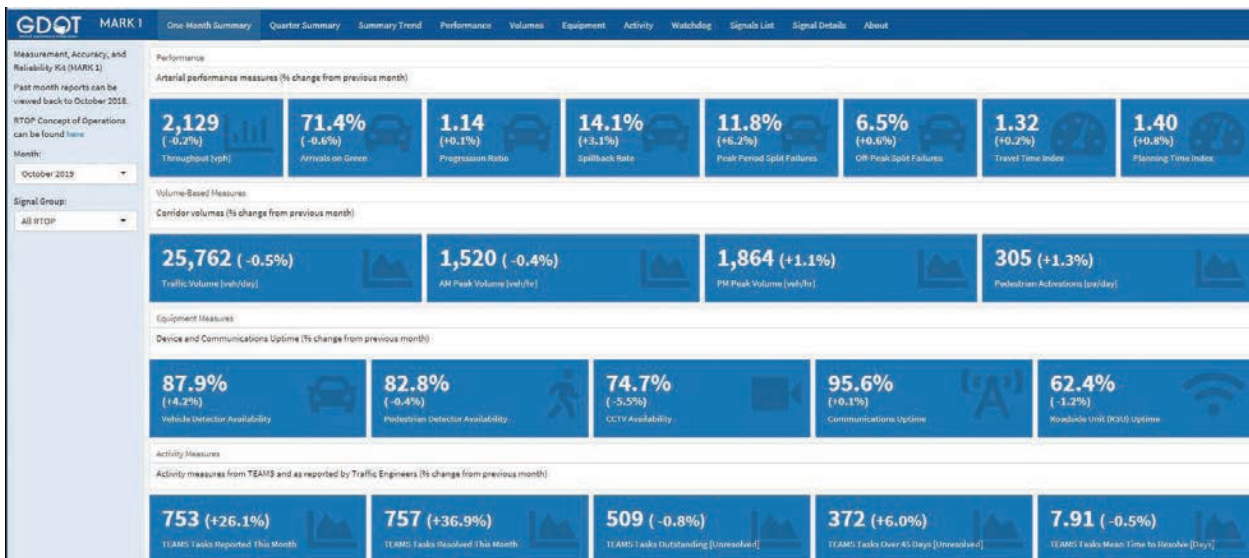 GDOT MARK 1
One-Month Summary Quarter Summary Summary Trend Performance Volumes Equipment Activity Watchdog Signals List Signal Details About
Measurement, Accuracy, and
Reliability Kit (MARK 1)
Past month reports can be
viewed back to October 2018.
RTOP Concept of Operations
can be found here
Month:
October 2019
Signal Group:
All RTOP
Performance
Arterial performance measures (% change from previous month)
2,129 71.4% 1.14 14.1% 11.8% 6.5% 1.32 1.40
( -0.2%) ( -0.6%) (+0.1%) (+3.1%) (+6.2%) (+0.6%) (+0.2%) (+0.8%)
Throughput [vph] Arrivals on Green Progression Ratio Spillback Rate Peak Period Split Failures Off-Peak Split Failures Travel Time Index Planning Time Index
Volume-Based Measures
Corridor volumes (% change from previous month)
25,762 ( -0.5%) 1,520 ( -0.4%) 1,864 (+1.1%) 305 (+1.3%)
Traffic Volume [veh/day] AM Peak Volume [veh/hr] PM Peak Volume [veh/hr] Pedestrian Activations [pa/day]
Equipment Measures
Device and Communications Uptime (% change from previous month)
87.9% 82.8% 74.7% 95.6% 62.4%
(+4.2%) ( -0.4%) ( -5.5%) (+0.1%) ( -1.2%)
Vehicle Detector Availability Pedestrian Detector Availability CCTV Availability Communications Uptime Roadside Unit (RSU) Uptime
Activity Measures
Activity measures from TEAMS and as reported by Traffic Engineers (% change from previous month)
753 (+26.1%) 757 (+36.9%) 509 ( -0.8%) 372 (+6.0%) 7.91 ( -0.5%)
TEAMS Tasks Reported This Month TEAMS Tasks Resolved This Month TEAMS Tasks Outstanding [Unresolved] TEAMS Tasks Over 45 Days [Unresolved] TEAMS Mean Time to Resolve [Days]